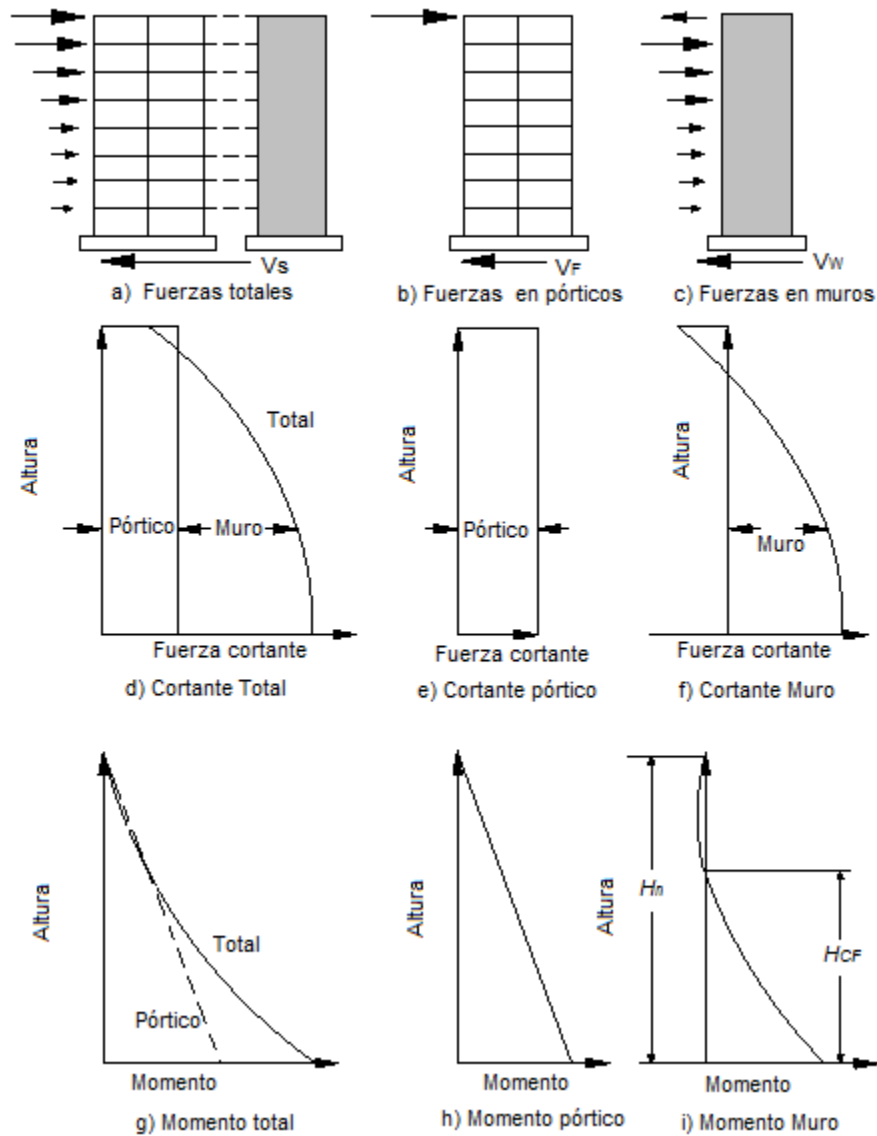 Vs
VF
VW
a) Fuerzas totales
b) Fuerzas en pórticos
c) Fuerzas en muros
Altura
Total
Pórtico
Muro
Fuerza cortante
d) Cortante Total
Altura
Pórtico
Fuerza cortante
e) Cortante pórtico
Altura
Muro
Fuerza cortante
f) Cortante Muro
Altura
Total
Pórtico
Momento
g) Momento total
Altura
Momento
h) Momento pórtico
Altura
Hn
HCF
Momento
i) Momento Muro